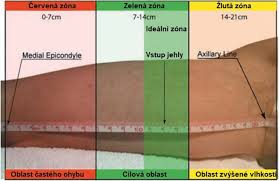 Červená zóna
0-7cm
Zelená zóna
7-14cm
Žlutá zóna
14-21cm
Ideální zóna
Medial Epicondyle
Vstup jehly
Axillary Line
Oblast častého ohybu
Cílová oblast
Oblast zvýšené vlhkosti